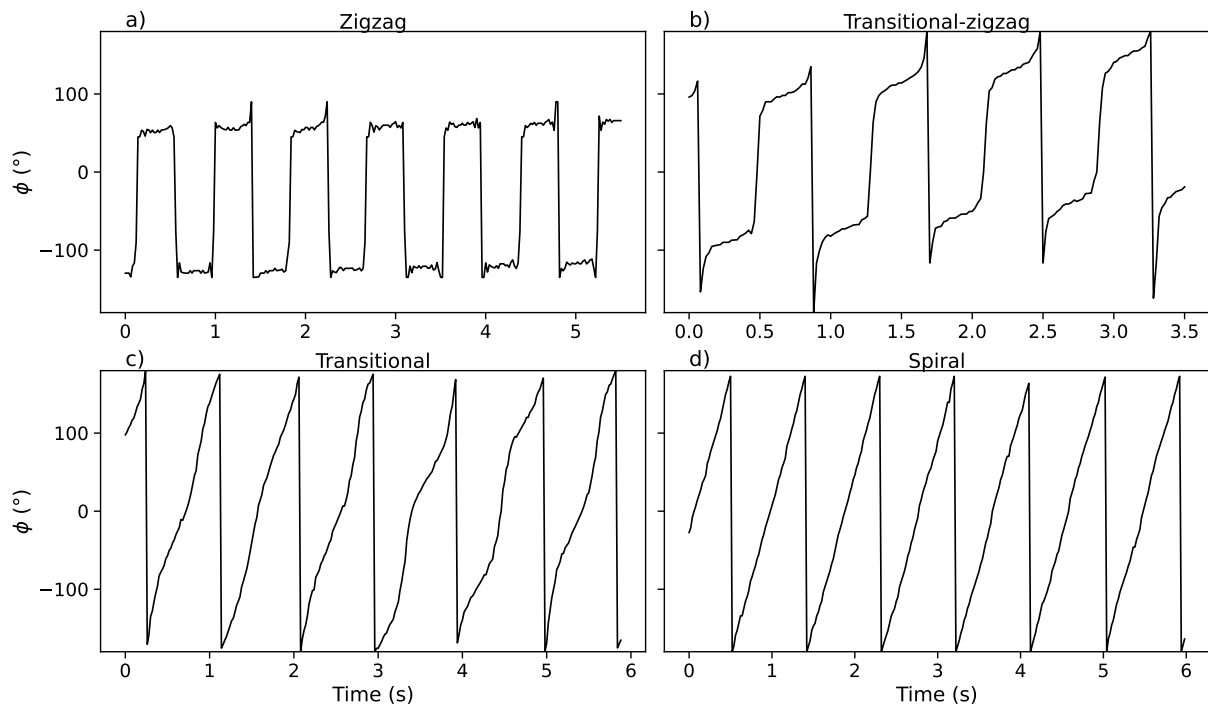 a) Zigzag
b) Transitional-zigzag
ϕ (°)
100
0
−100
0 1 2 3 4 5
0.0 0.5 1.0 1.5 2.0 2.5 3.0 3.5
c) Transitional
d) Spiral
ϕ (°)
100
0
−100
0 1 2 3 4 5 6
0 1 2 3 4 5 6
Time (s)
Time (s)